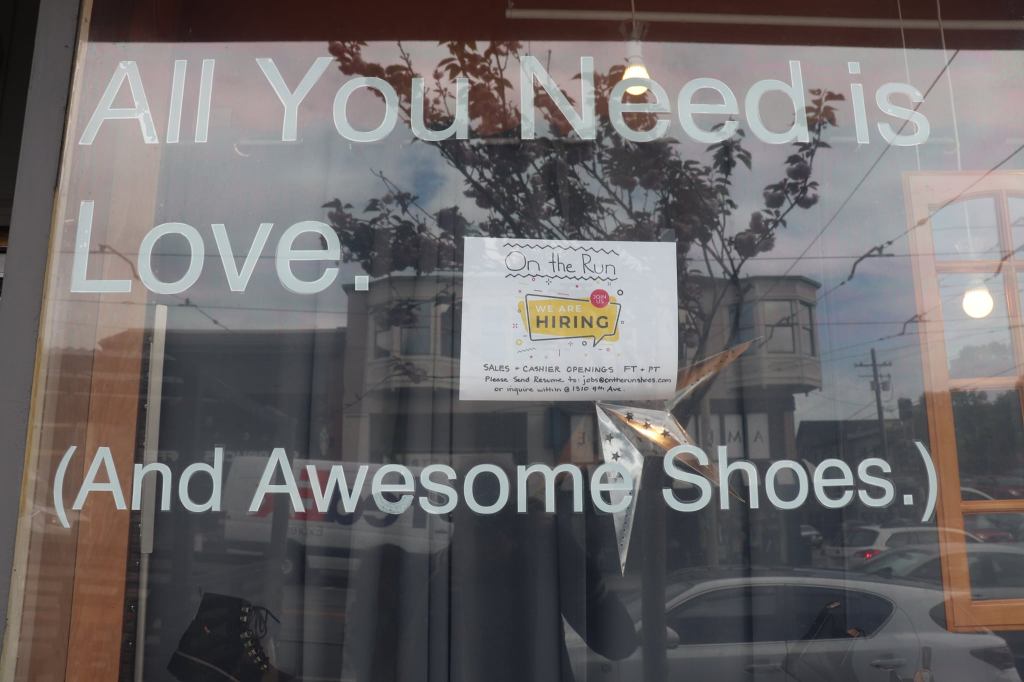 All You Need is
Love.
On the Run
JOIN
US
WE ARE
HIRING
SALES + CASHIER OPENINGS FT + PT
Please Send Resume to: jobs@ontherunshoes.com
or inquire within @ 1310 9th Ave.
(And Awesome Shoes.)